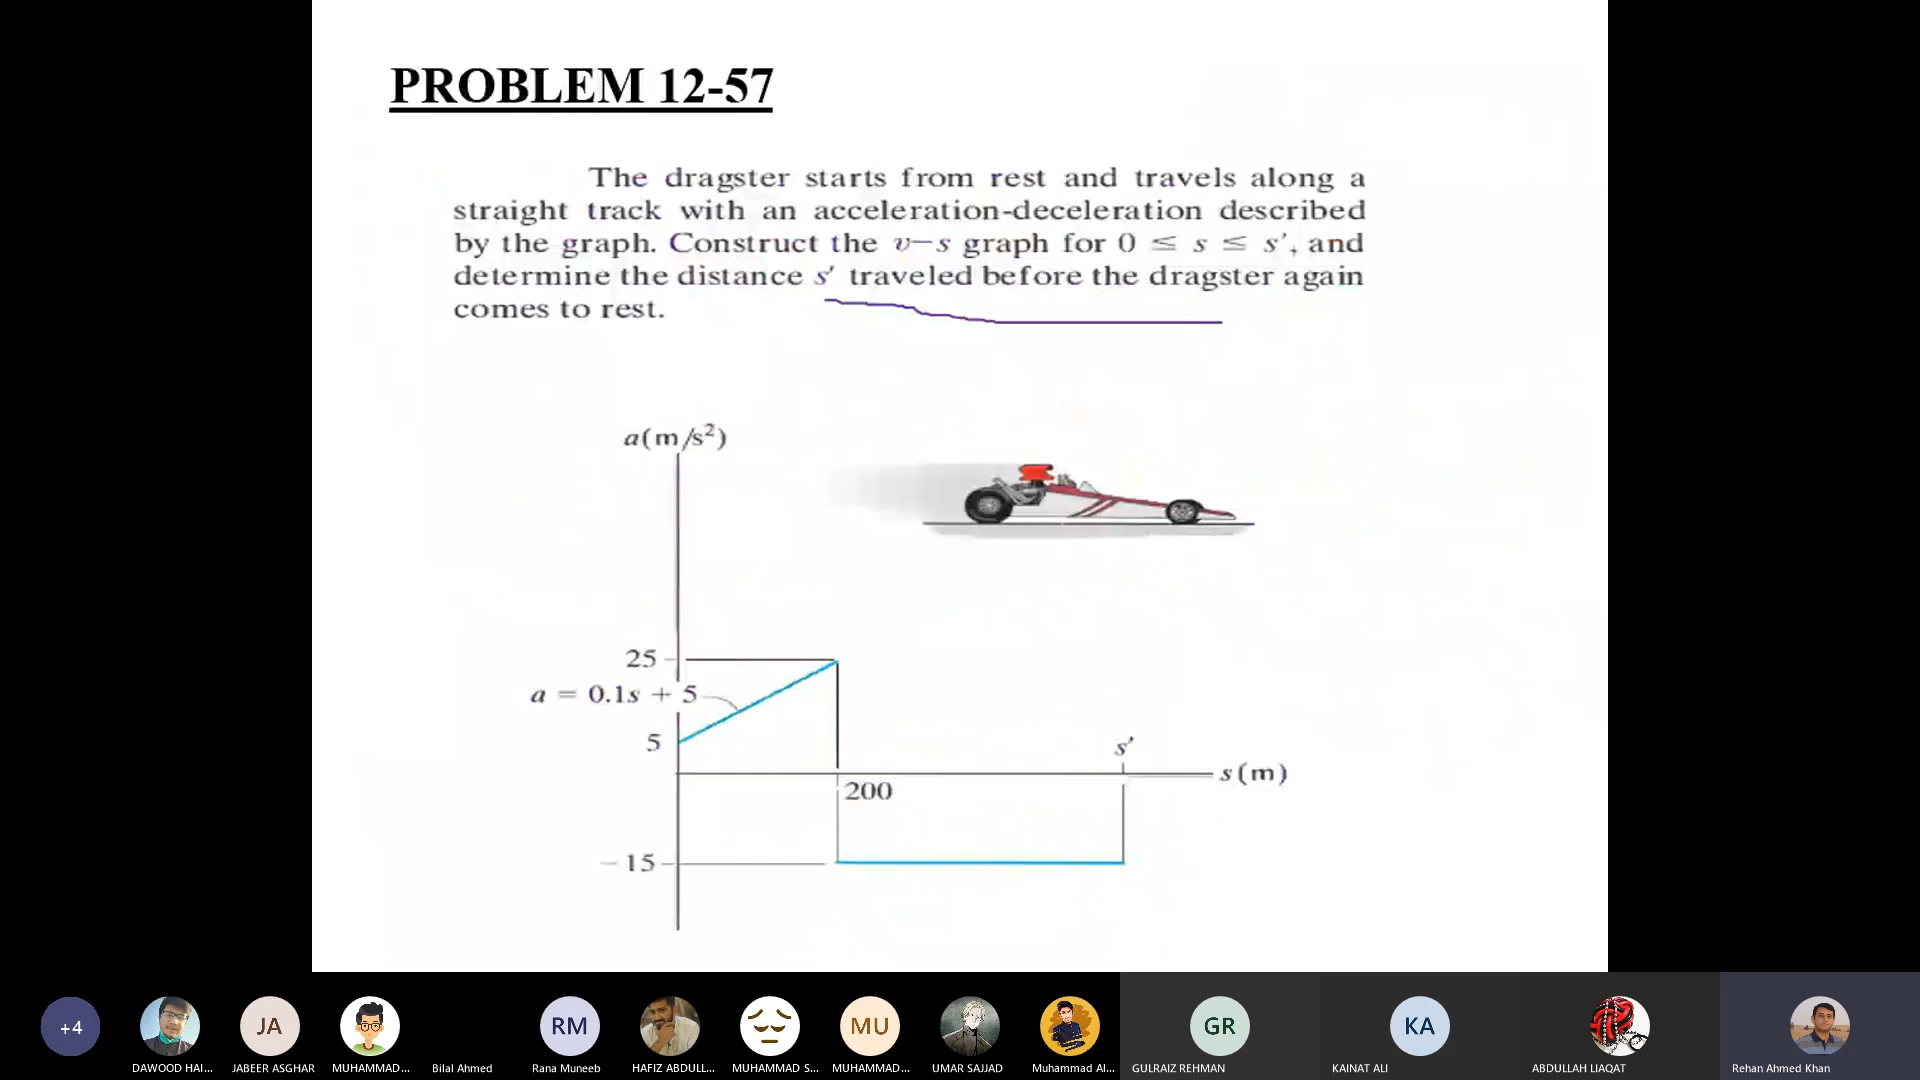 PROBLEM 12-57
The dragster starts from rest and travels along a
straight track with an acceleration-deceleration described
by the graph. Construct the v−s graph for 0 ≤ s ≤ s′, and
determine the distance s′ traveled before the dragster again
comes to rest.
a(m/s²)
25
a = 0.1s + 5
5
s′
s(m)
200
−15
+4
JA
RM
MU
GR
KA
DAWOOD HAI...
JABEER ASGHAR
MUHAMMAD...
Bilal Ahmed
Rana Muneeb
HAFIZ ABDULL...
MUHAMMAD S...
MUHAMMAD...
UMAR SAJJAD
Muhammad Al...
GULRAIZ REHMAN
KAINAT ALI
ABDULLAH LIAQAT
Rehan Ahmed Khan